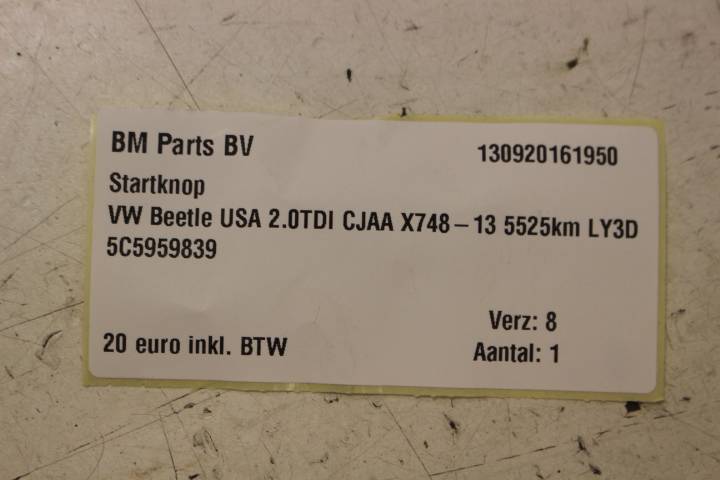 BM Parts BV 130920161950
Startknop
VW Beetle USA 2.0TDI CJAA X748-13 5525km LY3D
5C5959839
Verz: 8
20 euro inkl. BTW Aantal: 1